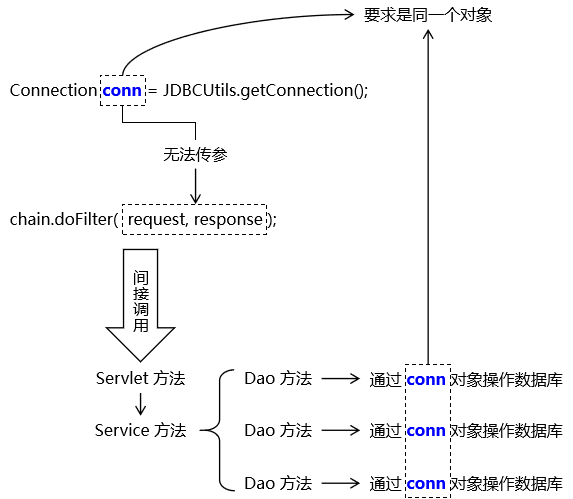 要求是同一个对象
Connection conn = JDBCUtils.getConnection();
无法传参
chain.doFilter( request, response );
间接调用
Servlet 方法
Dao 方法
通过 conn 对象操作数据库
Service 方法
Dao 方法
通过 conn 对象操作数据库
Dao 方法
通过 conn 对象操作数据库